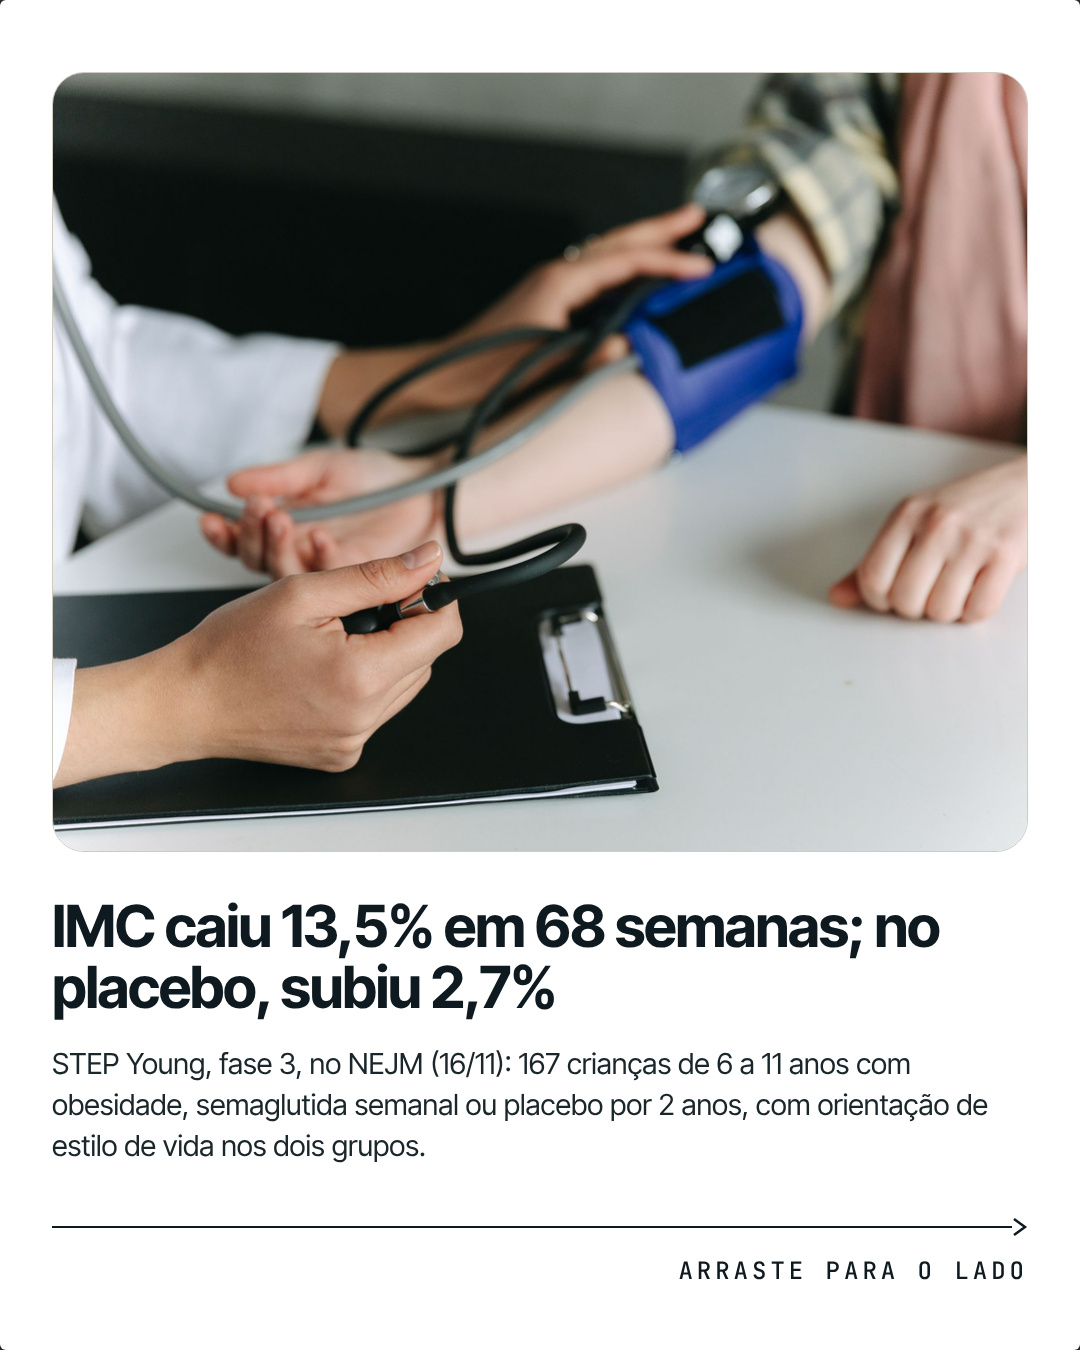 IMC caiu 13,5% em 68 semanas; no
placebo, subiu 2,7%
STEP Young, fase 3, no NEJM (16/11): 167 crianças de 6 a 11 anos com
obesidade, semaglutida semanal ou placebo por 2 anos, com orientação de
estilo de vida nos dois grupos.
ARRASTE PARA O LADO